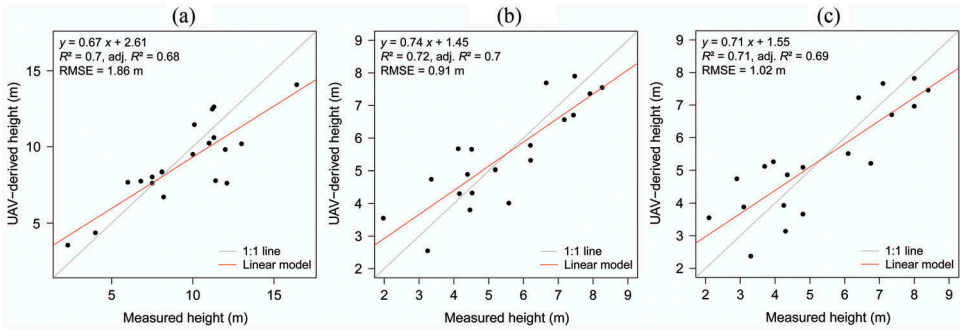 (a)
y = 0.67 x + 2.61
R² = 0.7, adj. R² = 0.68
RMSE = 1.86 m
15
10
5
UAV−derived height (m)
1:1 line
Linear model
5
10
15
Measured height (m)
(b)
y = 0.74 x + 1.45
R² = 0.72, adj. R² = 0.7
RMSE = 0.91 m
9
8
7
6
5
4
3
2
UAV−derived height (m)
1:1 line
Linear model
2
3
4
5
6
7
8
9
Measured height (m)
(c)
y = 0.71 x + 1.55
R² = 0.71, adj. R² = 0.69
RMSE = 1.02 m
9
8
7
6
5
4
3
2
UAV−derived height (m)
1:1 line
Linear model
2
3
4
5
6
7
8
9
Measured height (m)